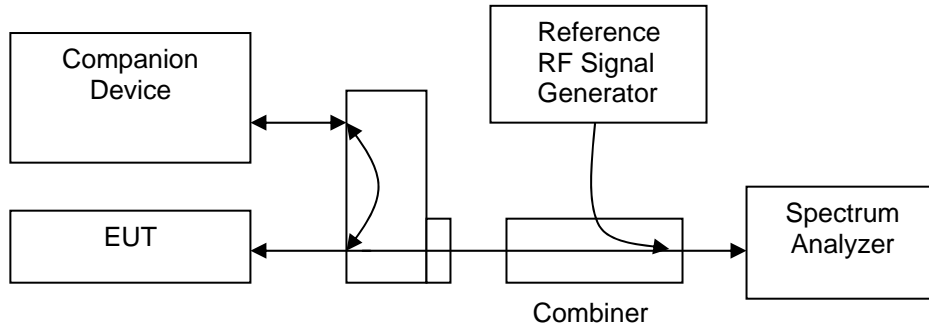 Companion
Device
Reference
RF Signal
Generator
EUT
Spectrum
Analyzer
Combiner